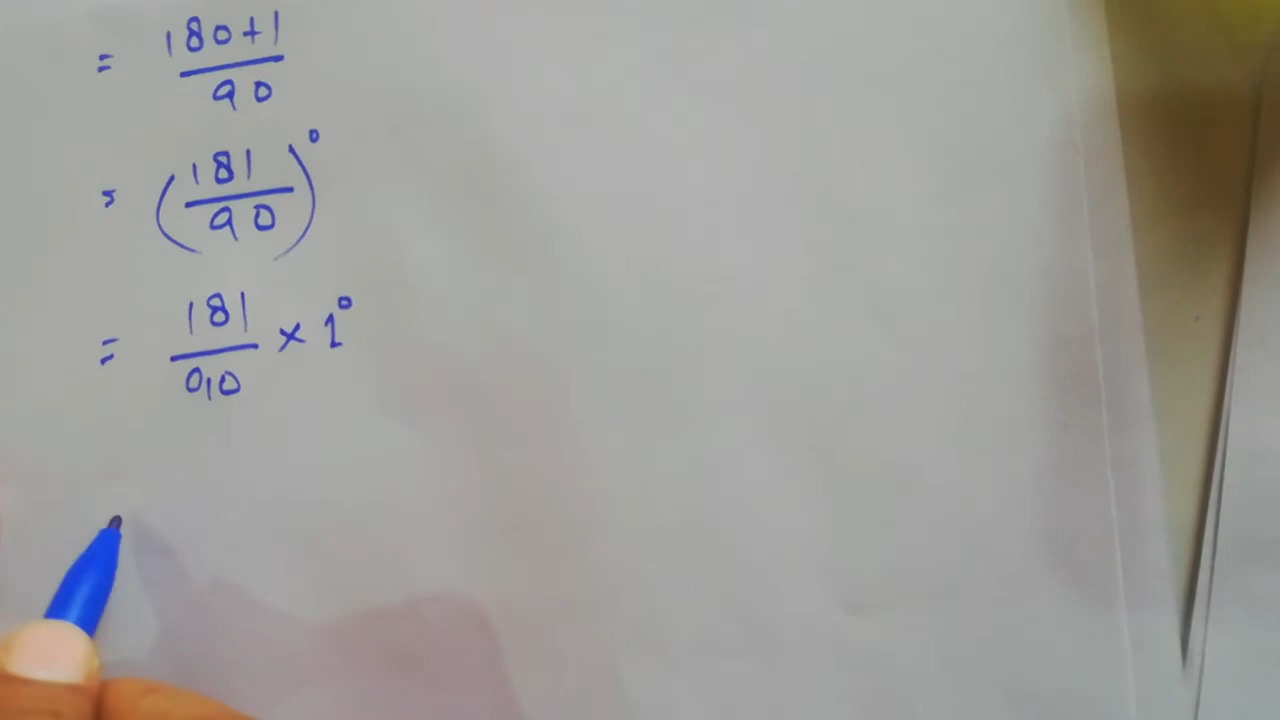 = 180+1/90
= (181/90)°
= 181/90 × 1°